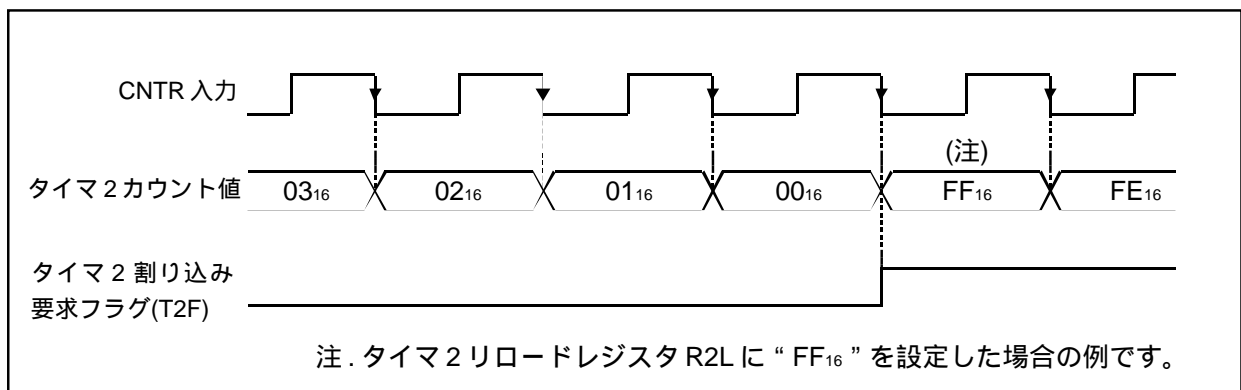 CNTR 入力
(注)
タイマ2カウント値 03₁₆ 02₁₆ 01₁₆ 00₁₆ FF₁₆ FE₁₆
タイマ2 割り込み
要求フラグ(T2F)
注 . タイマ2 リロードレジスタ R2L に “ FF₁₆ ” を設定した場合の例です。